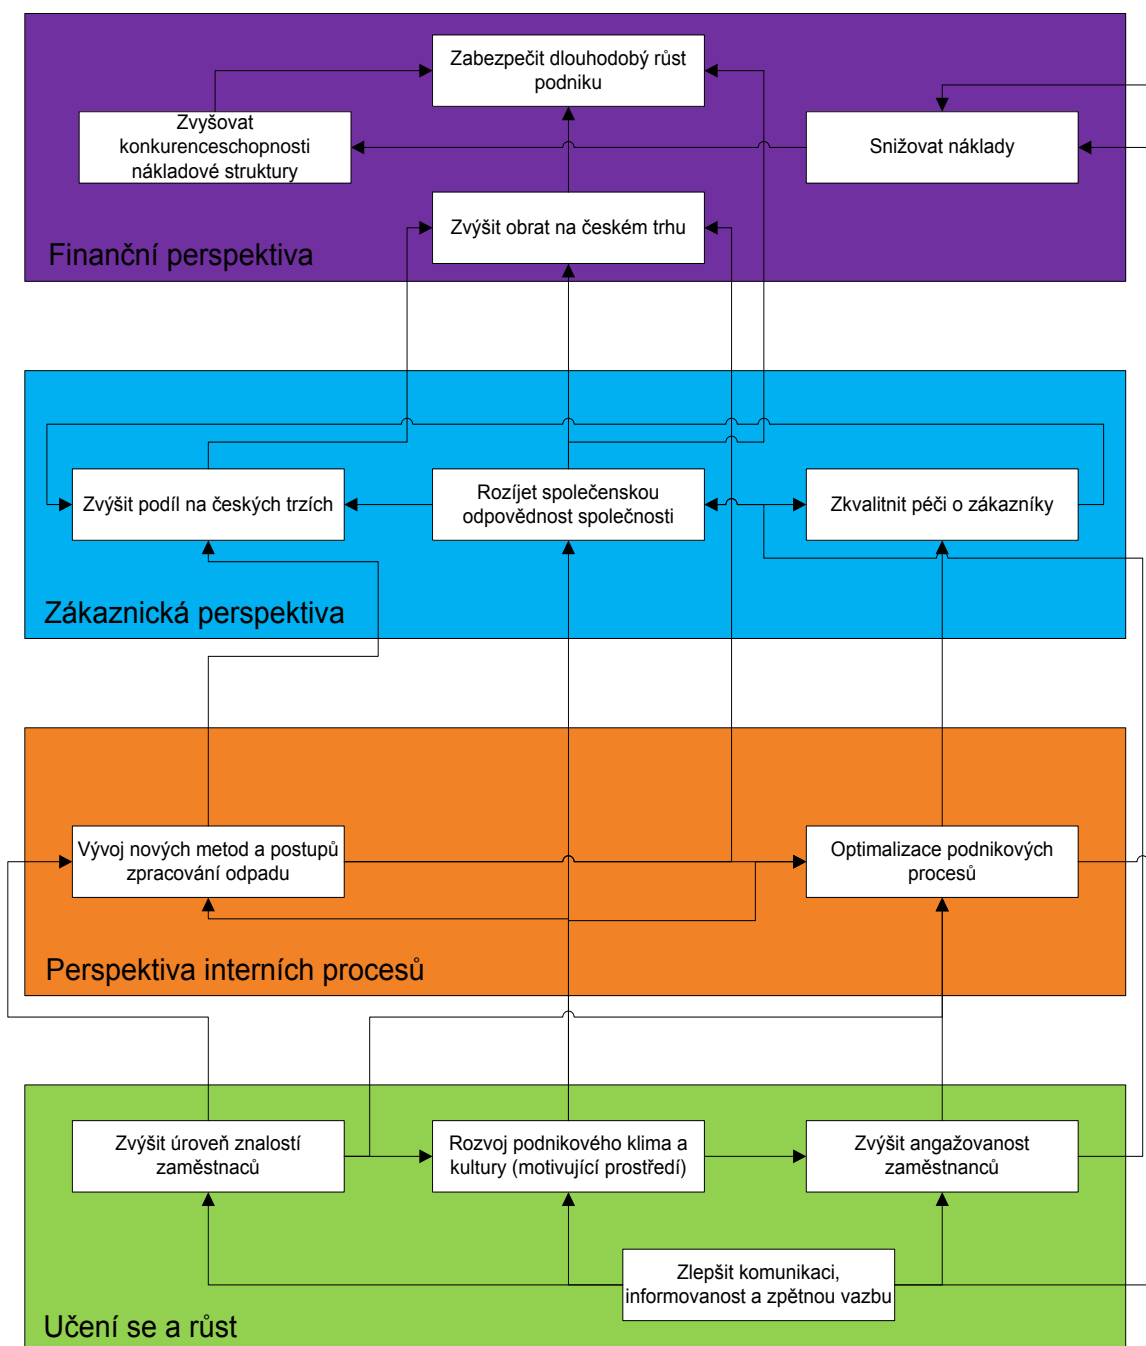 Zabezpečit dlouhodobý růst
podniku
Zvyšovat
konkurenceschopnosti
nákladové struktury
Snižovat náklady
Zvýšit obrat na českém trhu
Finanční perspektiva
Zvýšit podíl na českých trzích
Rozíjet společenskou
odpovědnost společnosti
Zkvalitnit péči o zákazníky
Zákaznická perspektiva
Vývoj nových metod a postupů
zpracování odpadu
Optimalizace podnikových
procesů
Perspektiva interních procesů
Zvýšit úroveň znalostí
zaměstnaců
Rozvoj podnikového klima a
kultury (motivující prostředí)
Zvýšit angažovanost
zaměstnanců
Zlepšit komunikaci,
informovanost a zpětnou vazbu
Učení se a růst